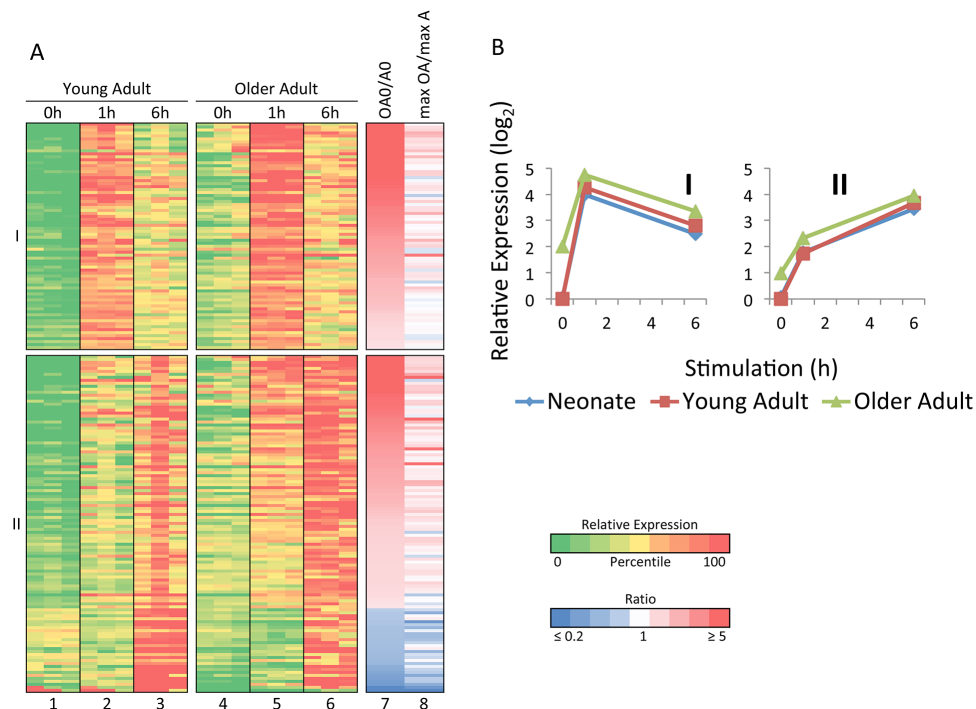 A
Young Adult
Older Adult
0h 1h 6h
0h 1h 6h
OA0/A0
max OA/max A
I
II
1 2 3 4 5 6 7 8
B
Relative Expression (log2)
5
4
3
2
1
0
0 2 4 6
I
5
4
3
2
1
0
0 2 4 6
II
Stimulation (h)
Neonate Young Adult Older Adult
Relative Expression
0 Percentile 100
Ratio
≤ 0.2 1 ≥ 5